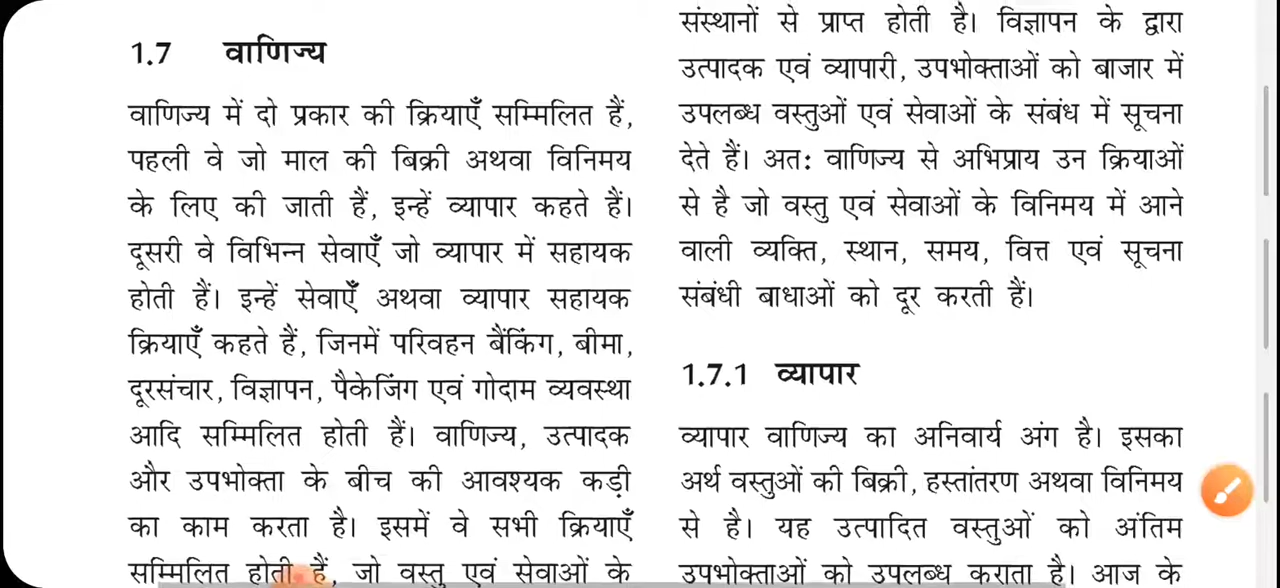 1.7 वाणिज्य
वाणिज्य में दो प्रकार की क्रियाएँ सम्मिलित हैं,
पहली वे जो माल की बिक्री अथवा विनिमय
के लिए की जाती हैं, इन्हें व्यापार कहते हैं।
दूसरी वे विभिन्न सेवाएँ जो व्यापार में सहायक
होती हैं। इन्हें सेवाएँ अथवा व्यापार सहायक
क्रियाएँ कहते हैं, जिनमें परिवहन बैंकिंग, बीमा,
दूरसंचार, विज्ञापन, पैकेजिंग एवं गोदाम व्यवस्था
आदि सम्मिलित होती हैं। वाणिज्य, उत्पादक
और उपभोक्ता के बीच की आवश्यक कड़ी
का काम करता है। इसमें वे सभी क्रियाएँ
सम्मिलित होती हैं, जो वस्तु एवं सेवाओं के
संस्थानों से प्राप्त होती है। विज्ञापन के द्वारा
उत्पादक एवं व्यापारी, उपभोक्ताओं को बाजार में
उपलब्ध वस्तुओं एवं सेवाओं के संबंध में सूचना
देते हैं। अतः वाणिज्य से अभिप्राय उन क्रियाओं
से है जो वस्तु एवं सेवाओं के विनिमय में आने
वाली व्यक्ति, स्थान, समय, वित्त एवं सूचना
संबंधी बाधाओं को दूर करती हैं।
1.7.1 व्यापार
व्यापार वाणिज्य का अनिवार्य अंग है। इसका
अर्थ वस्तुओं की बिक्री, हस्तांतरण अथवा विनिमय
से है। यह उत्पादित वस्तुओं को अंतिम
उपभोक्ताओं को उपलब्ध कराता है। आज के